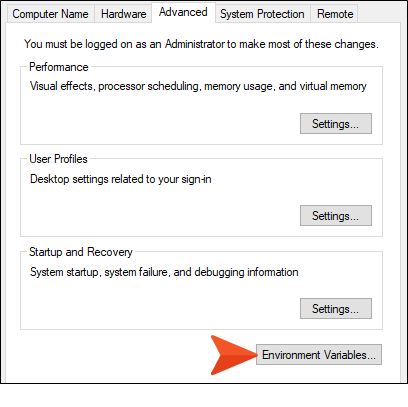 Computer Name Hardware Advanced System Protection Remote
You must be logged on as an Administrator to make most of these changes.
Performance
Visual effects, processor scheduling, memory usage, and virtual memory
Settings...
User Profiles
Desktop settings related to your sign-in
Settings...
Startup and Recovery
System startup, system failure, and debugging information
Settings...
Environment Variables...